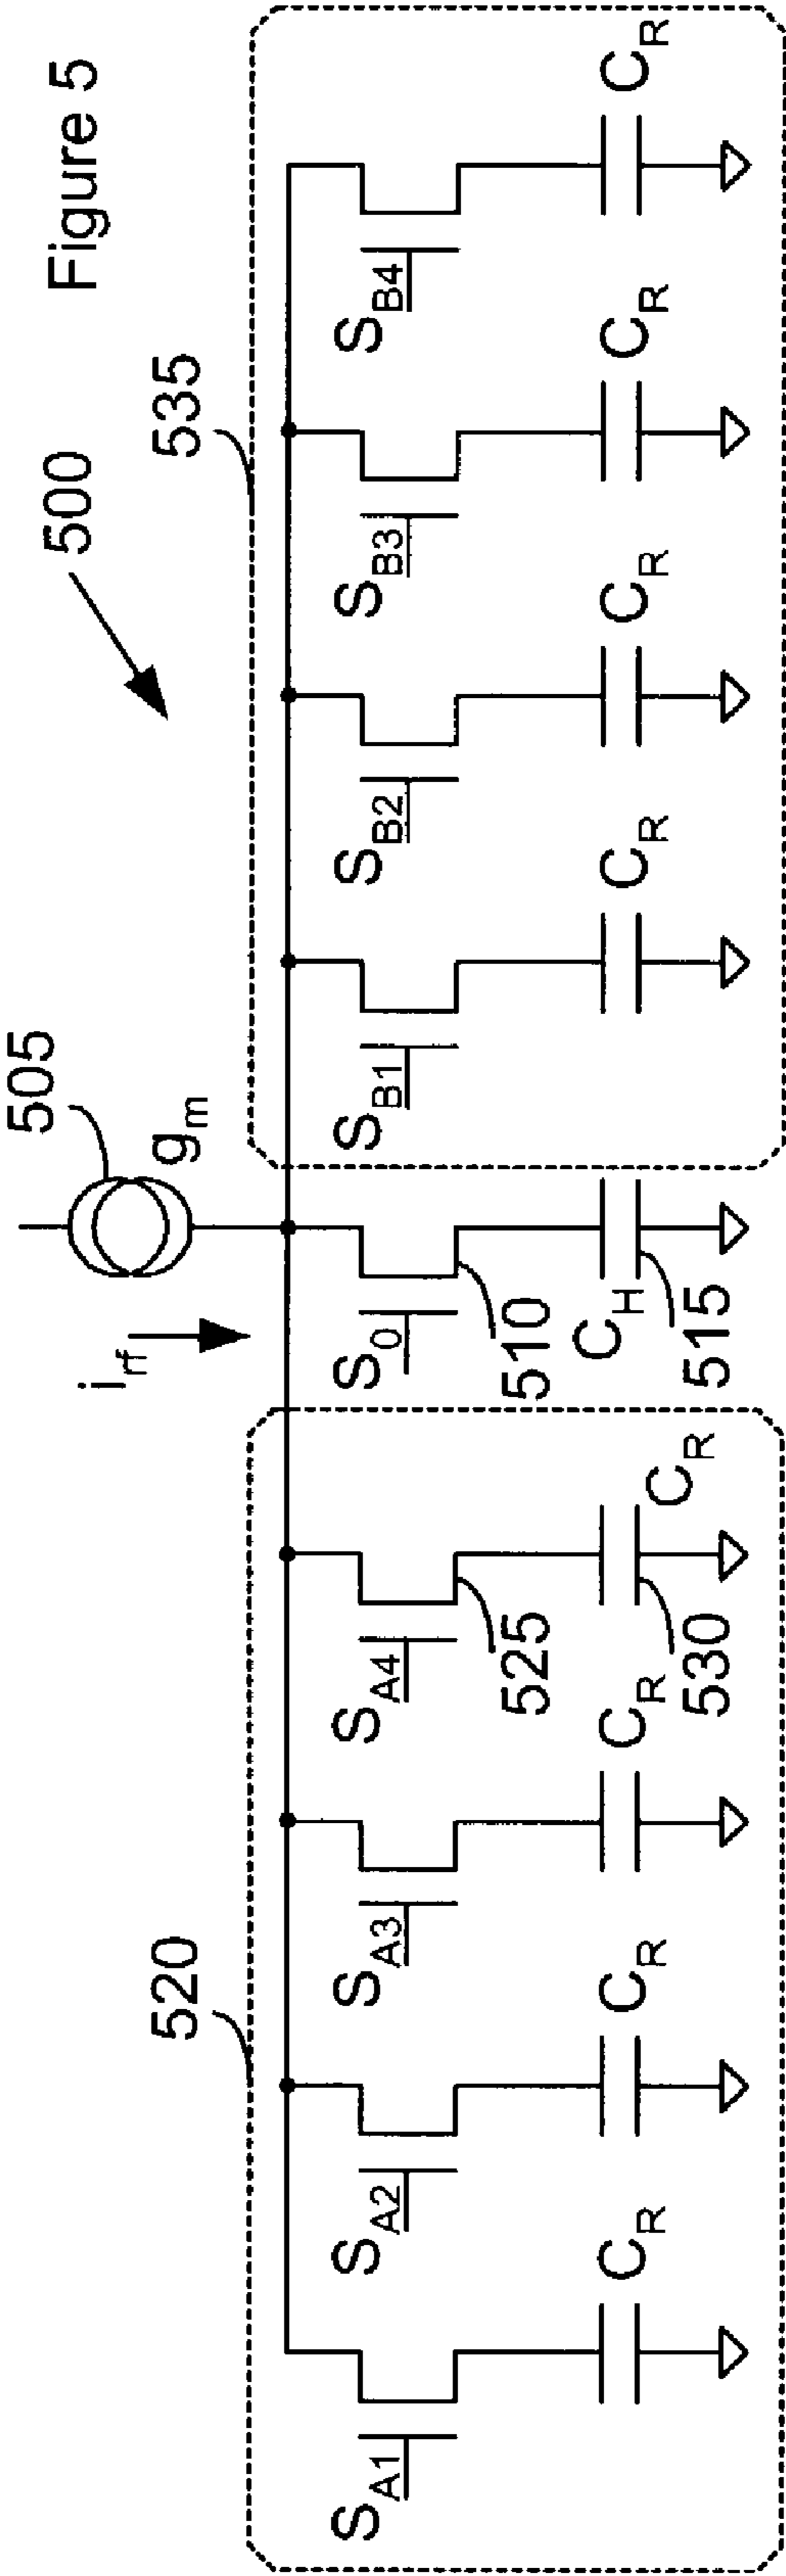 Figure 5
500
505
g_m
i_rf
520
535
S_A1
S_A2
S_A3
S_A4
S_0
S_B1
S_B2
S_B3
S_B4
525
510
C_R
C_R
C_R
C_R
C_H
C_R
C_R
C_R
C_R
530
515